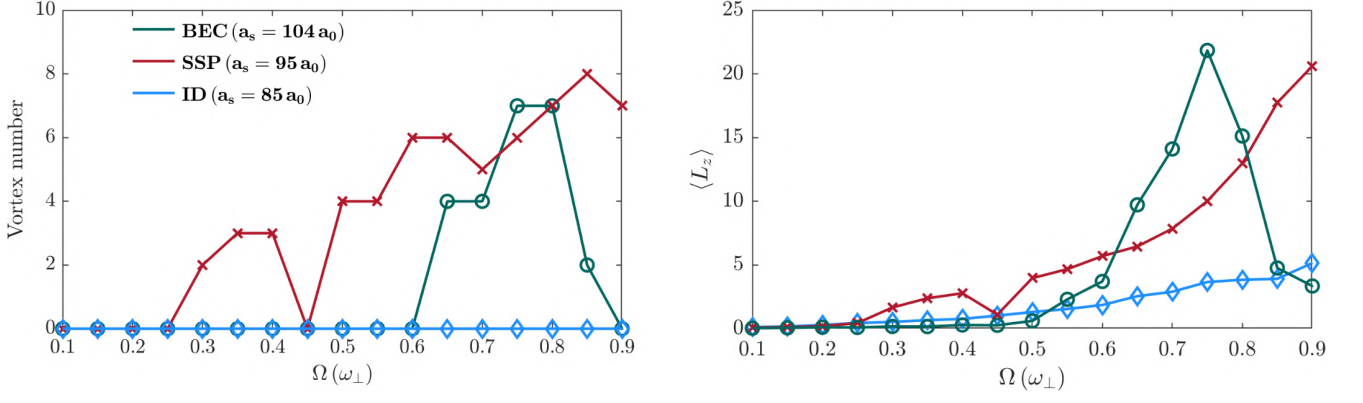 10
8
6
4
2
0
Vortex number
BEC (a_s = 104 a_0)
SSP (a_s = 95 a_0)
ID (a_s = 85 a_0)
0.1 0.2 0.3 0.4 0.5 0.6 0.7 0.8 0.9
Ω (ω_⊥)
25
20
15
10
5
0
⟨L_z⟩
0.1 0.2 0.3 0.4 0.5 0.6 0.7 0.8 0.9
Ω (ω_⊥)